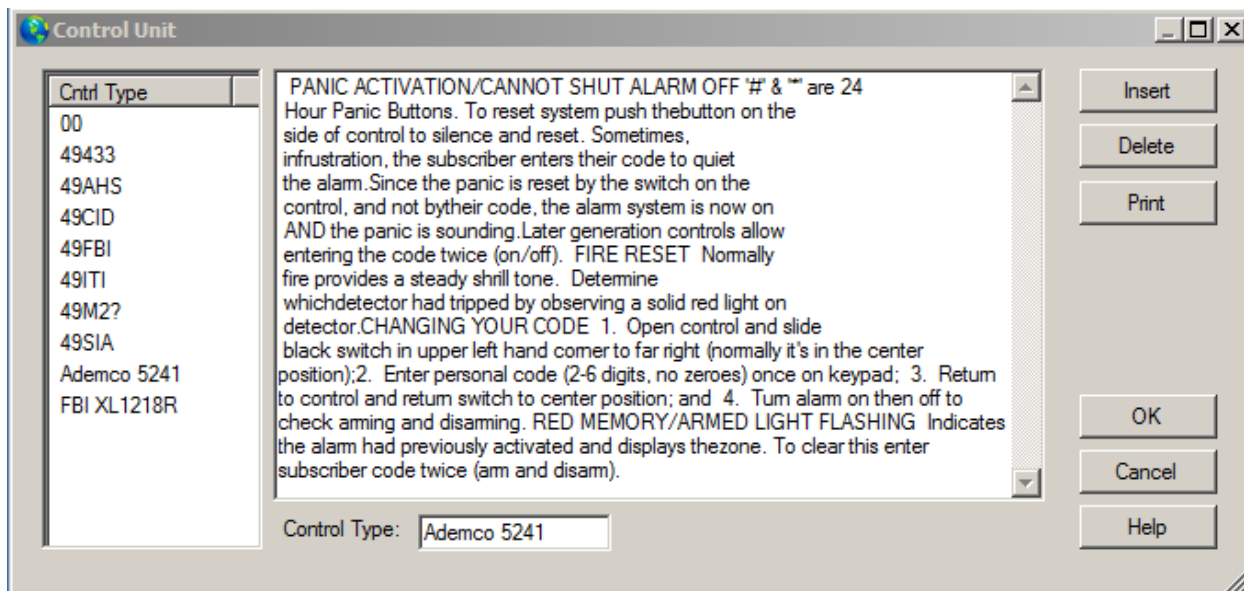 Control Unit
Cntrl Type
00
49433
49AHS
49CID
49FBI
49ITI
49M2?
49SIA
Ademco 5241
FBI XL1218R
PANIC ACTIVATION/CANNOT SHUT ALARM OFF '#' & '*' are 24
Hour Panic Buttons. To reset system push thebutton on the
side of control to silence and reset. Sometimes,
infrustration, the subscriber enters their code to quiet
the alarm.Since the panic is reset by the switch on the
control, and not bytheir code, the alarm system is now on
AND the panic is sounding.Later generation controls allow
entering the code twice (on/off).  FIRE RESET  Normally
fire provides a steady shrill tone.  Determine
whichdetector had tripped by observing a solid red light on
detector.CHANGING YOUR CODE  1.  Open control and slide
black switch in upper left hand corner to far right (normally it's in the center
position);2.  Enter personal code (2-6 digits, no zeroes) once on keypad;  3.  Return
to control and return switch to center position; and  4.  Turn alarm on then off to
check arming and disarming. RED MEMORY/ARMED LIGHT FLASHING  Indicates
the alarm had previously activated and displays thezone. To clear this enter
subscriber code twice (arm and disarm).
Control Type:
Ademco 5241
Insert
Delete
Print
OK
Cancel
Help